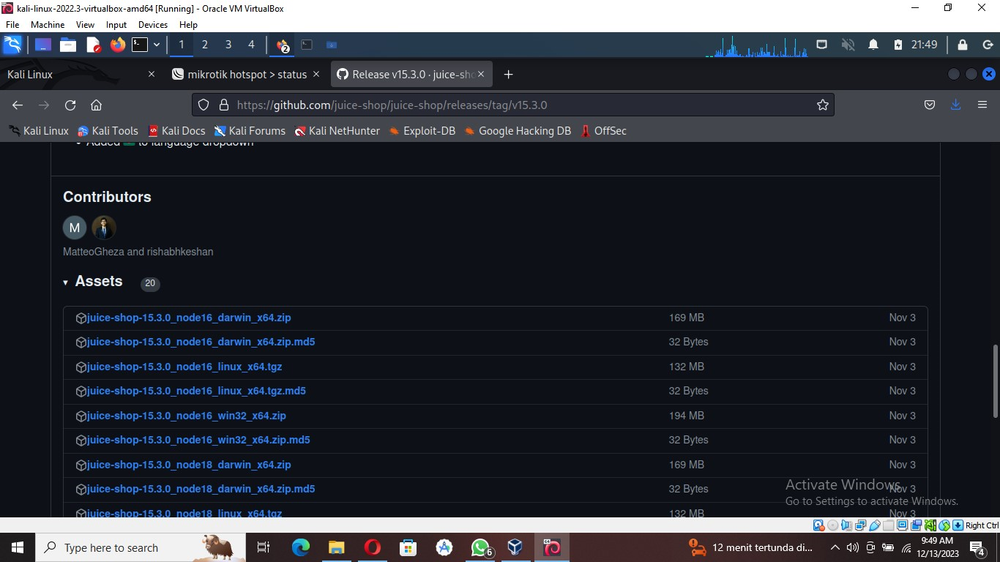 kali-linux-2022.3-virtualbox-amd64 [Running] - Oracle VM VirtualBox
File Machine View Input Devices Help
1 2 3 4 2 21:49
Kali Linux mikrotik hotspot > status Release v15.3.0 · juice-sho
https://github.com/juice-shop/juice-shop/releases/tag/v15.3.0
Kali Linux Kali Tools Kali Docs Kali Forums Kali NetHunter Exploit-DB Google Hacking DB OffSec
Added to language dropdown
Contributors
M
MatteoGheza and rishabhkeshan
Assets 20
juice-shop-15.3.0_node16_darwin_x64.zip 169 MB Nov 3
juice-shop-15.3.0_node16_darwin_x64.zip.md5 32 Bytes Nov 3
juice-shop-15.3.0_node16_linux_x64.tgz 132 MB Nov 3
juice-shop-15.3.0_node16_linux_x64.tgz.md5 32 Bytes Nov 3
juice-shop-15.3.0_node16_win32_x64.zip 194 MB Nov 3
juice-shop-15.3.0_node16_win32_x64.zip.md5 32 Bytes Nov 3
juice-shop-15.3.0_node18_darwin_x64.zip 169 MB Nov 3
juice-shop-15.3.0_node18_darwin_x64.zip.md5 32 Bytes Nov 3
juice-shop-15.3.0_node18_linux_x64.tgz 132 MB Nov 3
Activate Windows
Go to Settings to activate Windows.
Right Ctrl
Type here to search 6 12 menit tertunda di... 9:49 AM
12/13/2023 4